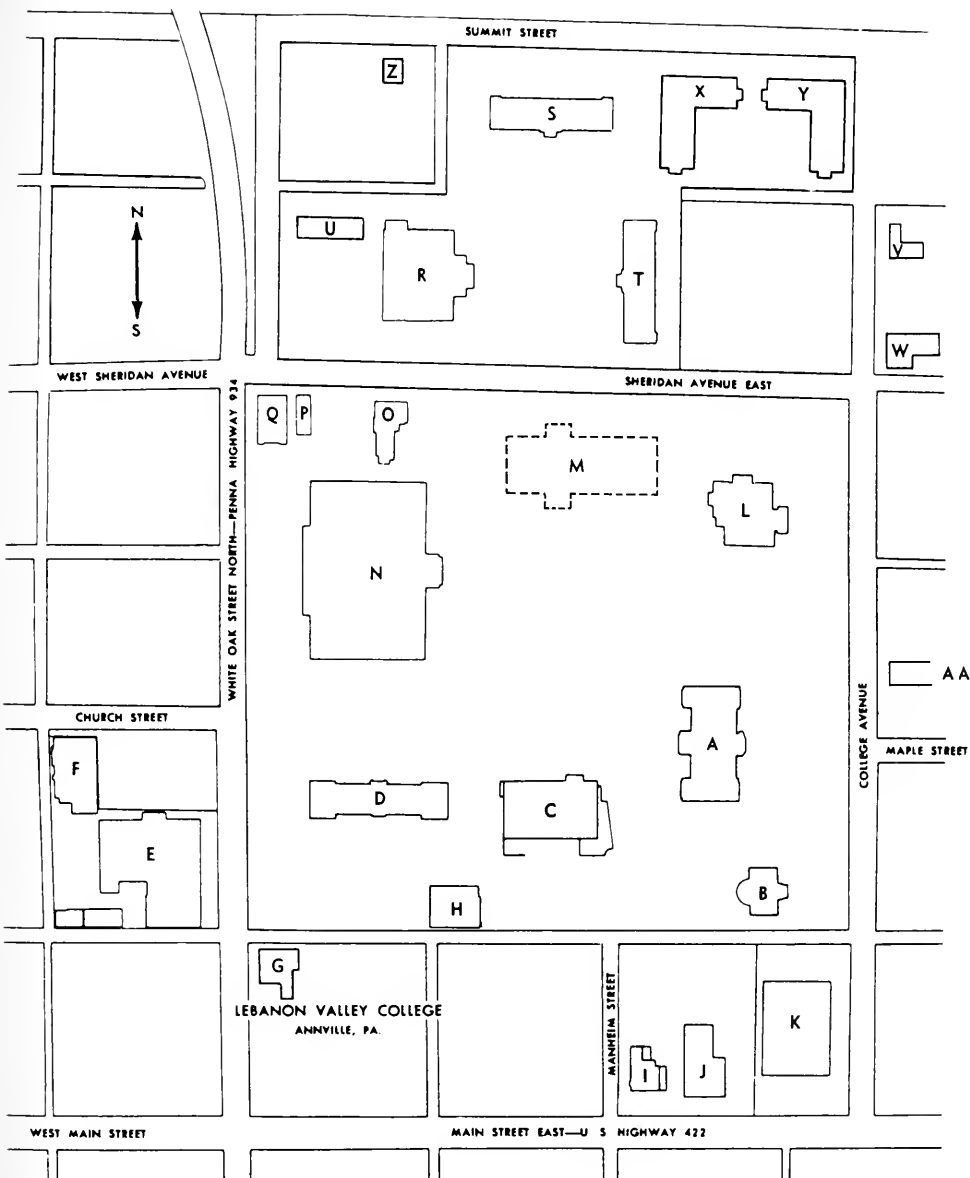 SUMMIT STREET
Z
X
Y
S
N
S
U
R
T
V
W
WEST SHERIDAN AVENUE
SHERIDAN AVENUE EAST
WHITE OAK STREET NORTH—PENNA HIGHWAY 934
Q
P
O
M
L
N
AA
CHURCH STREET
COLLEGE AVENUE
MAPLE STREET
F
A
D
C
E
B
H
G
LEBANON VALLEY COLLEGE
ANNVILLE, PA.
MANHEIM STREET
K
I
J
WEST MAIN STREET
MAIN STREET EAST—U S HIGHWAY 422